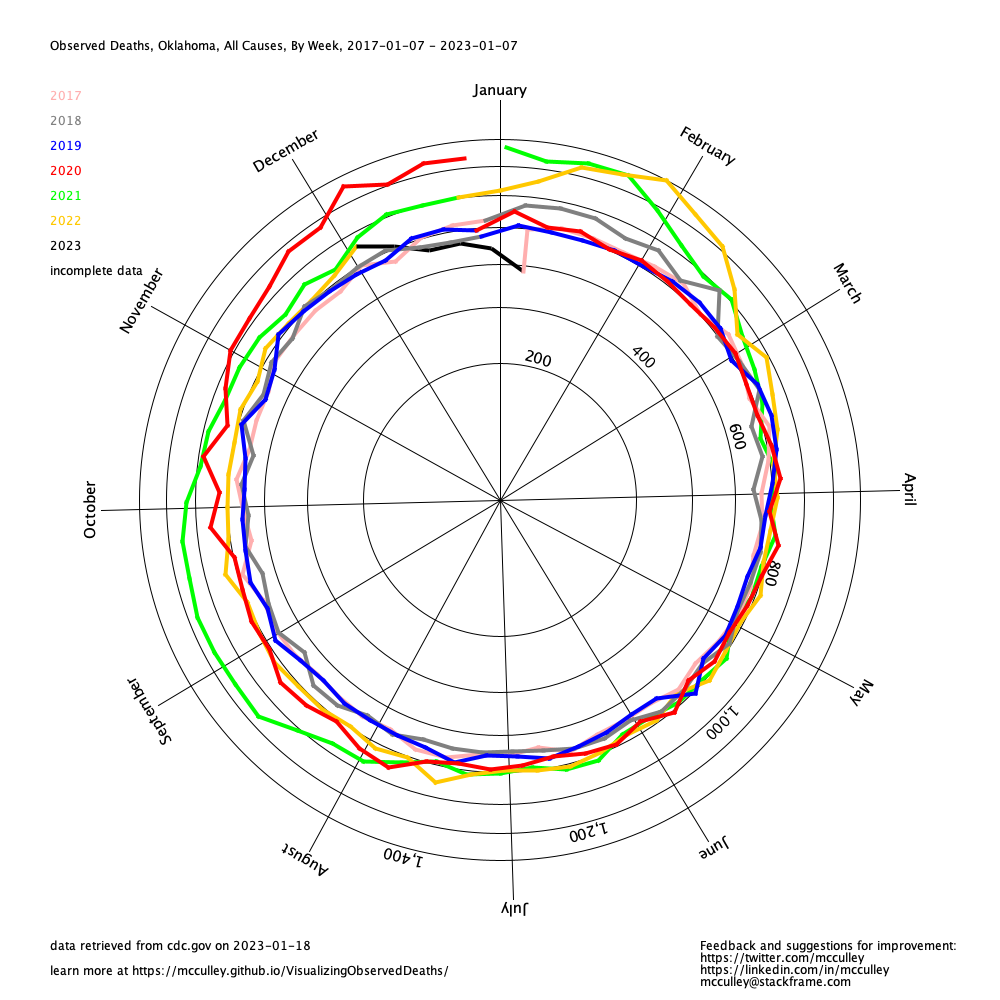 Observed Deaths, Oklahoma, All Causes, By Week, 2017-01-07 - 2023-01-07
January
2017
2018
2019
2020
2021
2022
2023
incomplete data
December
February
November
March
200
400
600
October
April
800
September
May
1,000
1,200
August
1,400
June
July
data retrieved from cdc.gov on 2023-01-18
learn more at https://mcculley.github.io/VisualizingObservedDeaths/
Feedback and suggestions for improvement:
https://twitter.com/mcculley
https://linkedin.com/in/mcculley
mcculley@stackframe.com